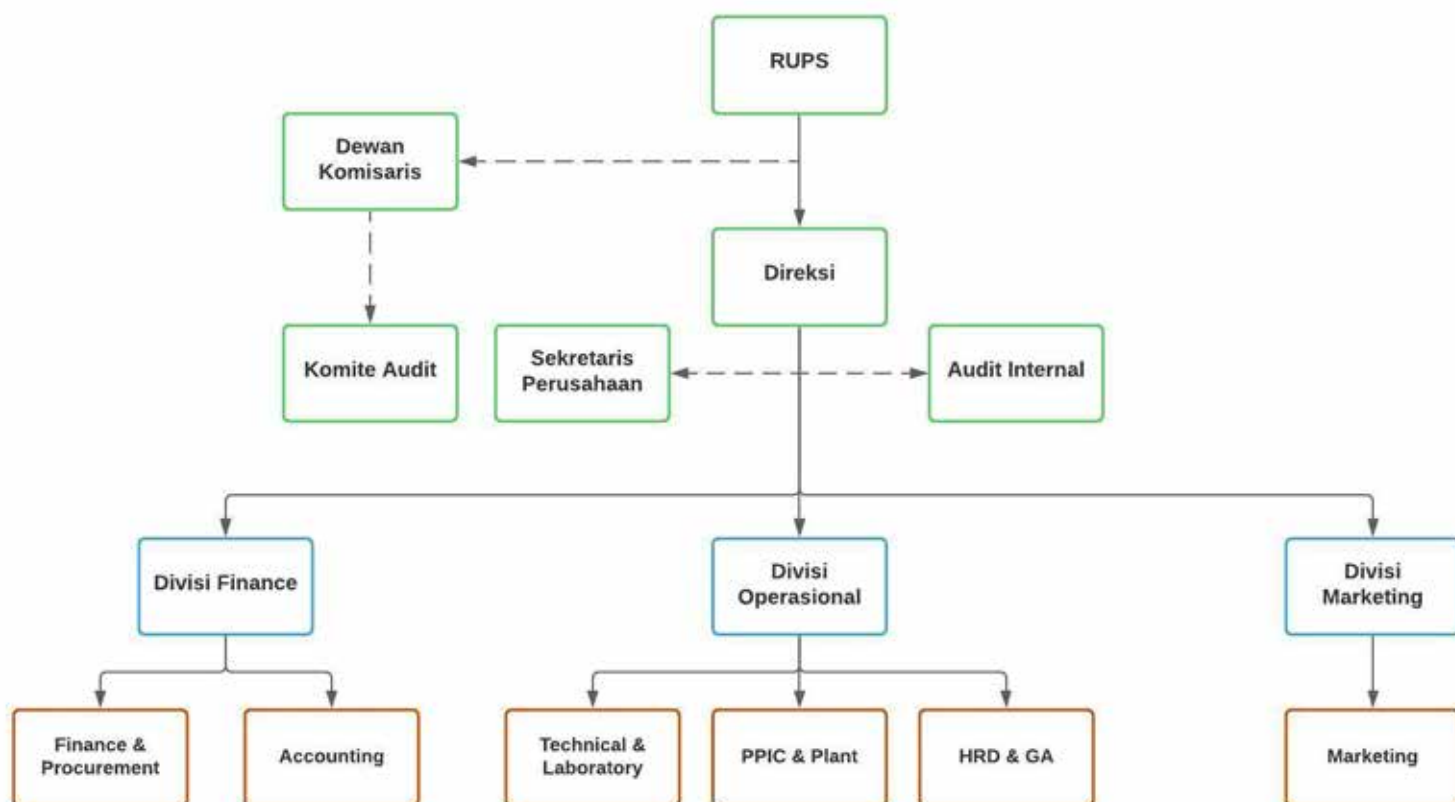 RUPS
Dewan
Komisaris
Direksi
Komite Audit
Sekretaris
Perusahaan
Audit Internal
Divisi Finance
Divisi
Operasional
Divisi
Marketing
Finance &
Procurement
Accounting
Technical &
Laboratory
PPIC & Plant
HRD & GA
Marketing